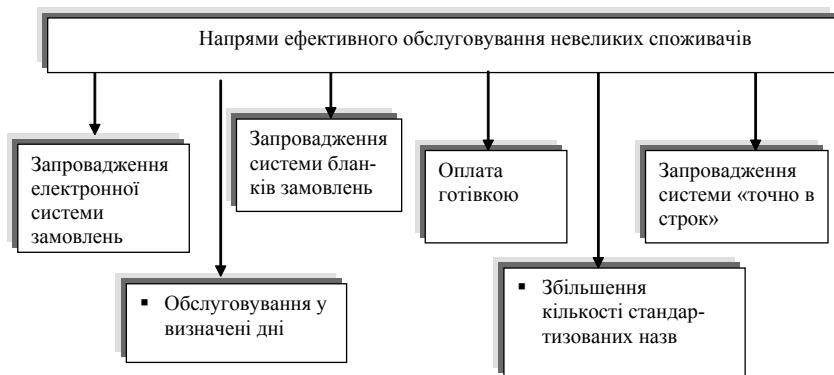 Напрями ефективного обслуговування невеликих споживачів
Запровадження
електронної
системи
замовлень
Запровадження
системи блан-
ків замовлень
Оплата
готівкою
Запровадження
системи «точно в
строк»
▪ Обслуговування у
визначені дні
▪ Збільшення
кількості стандар-
тизованих назв